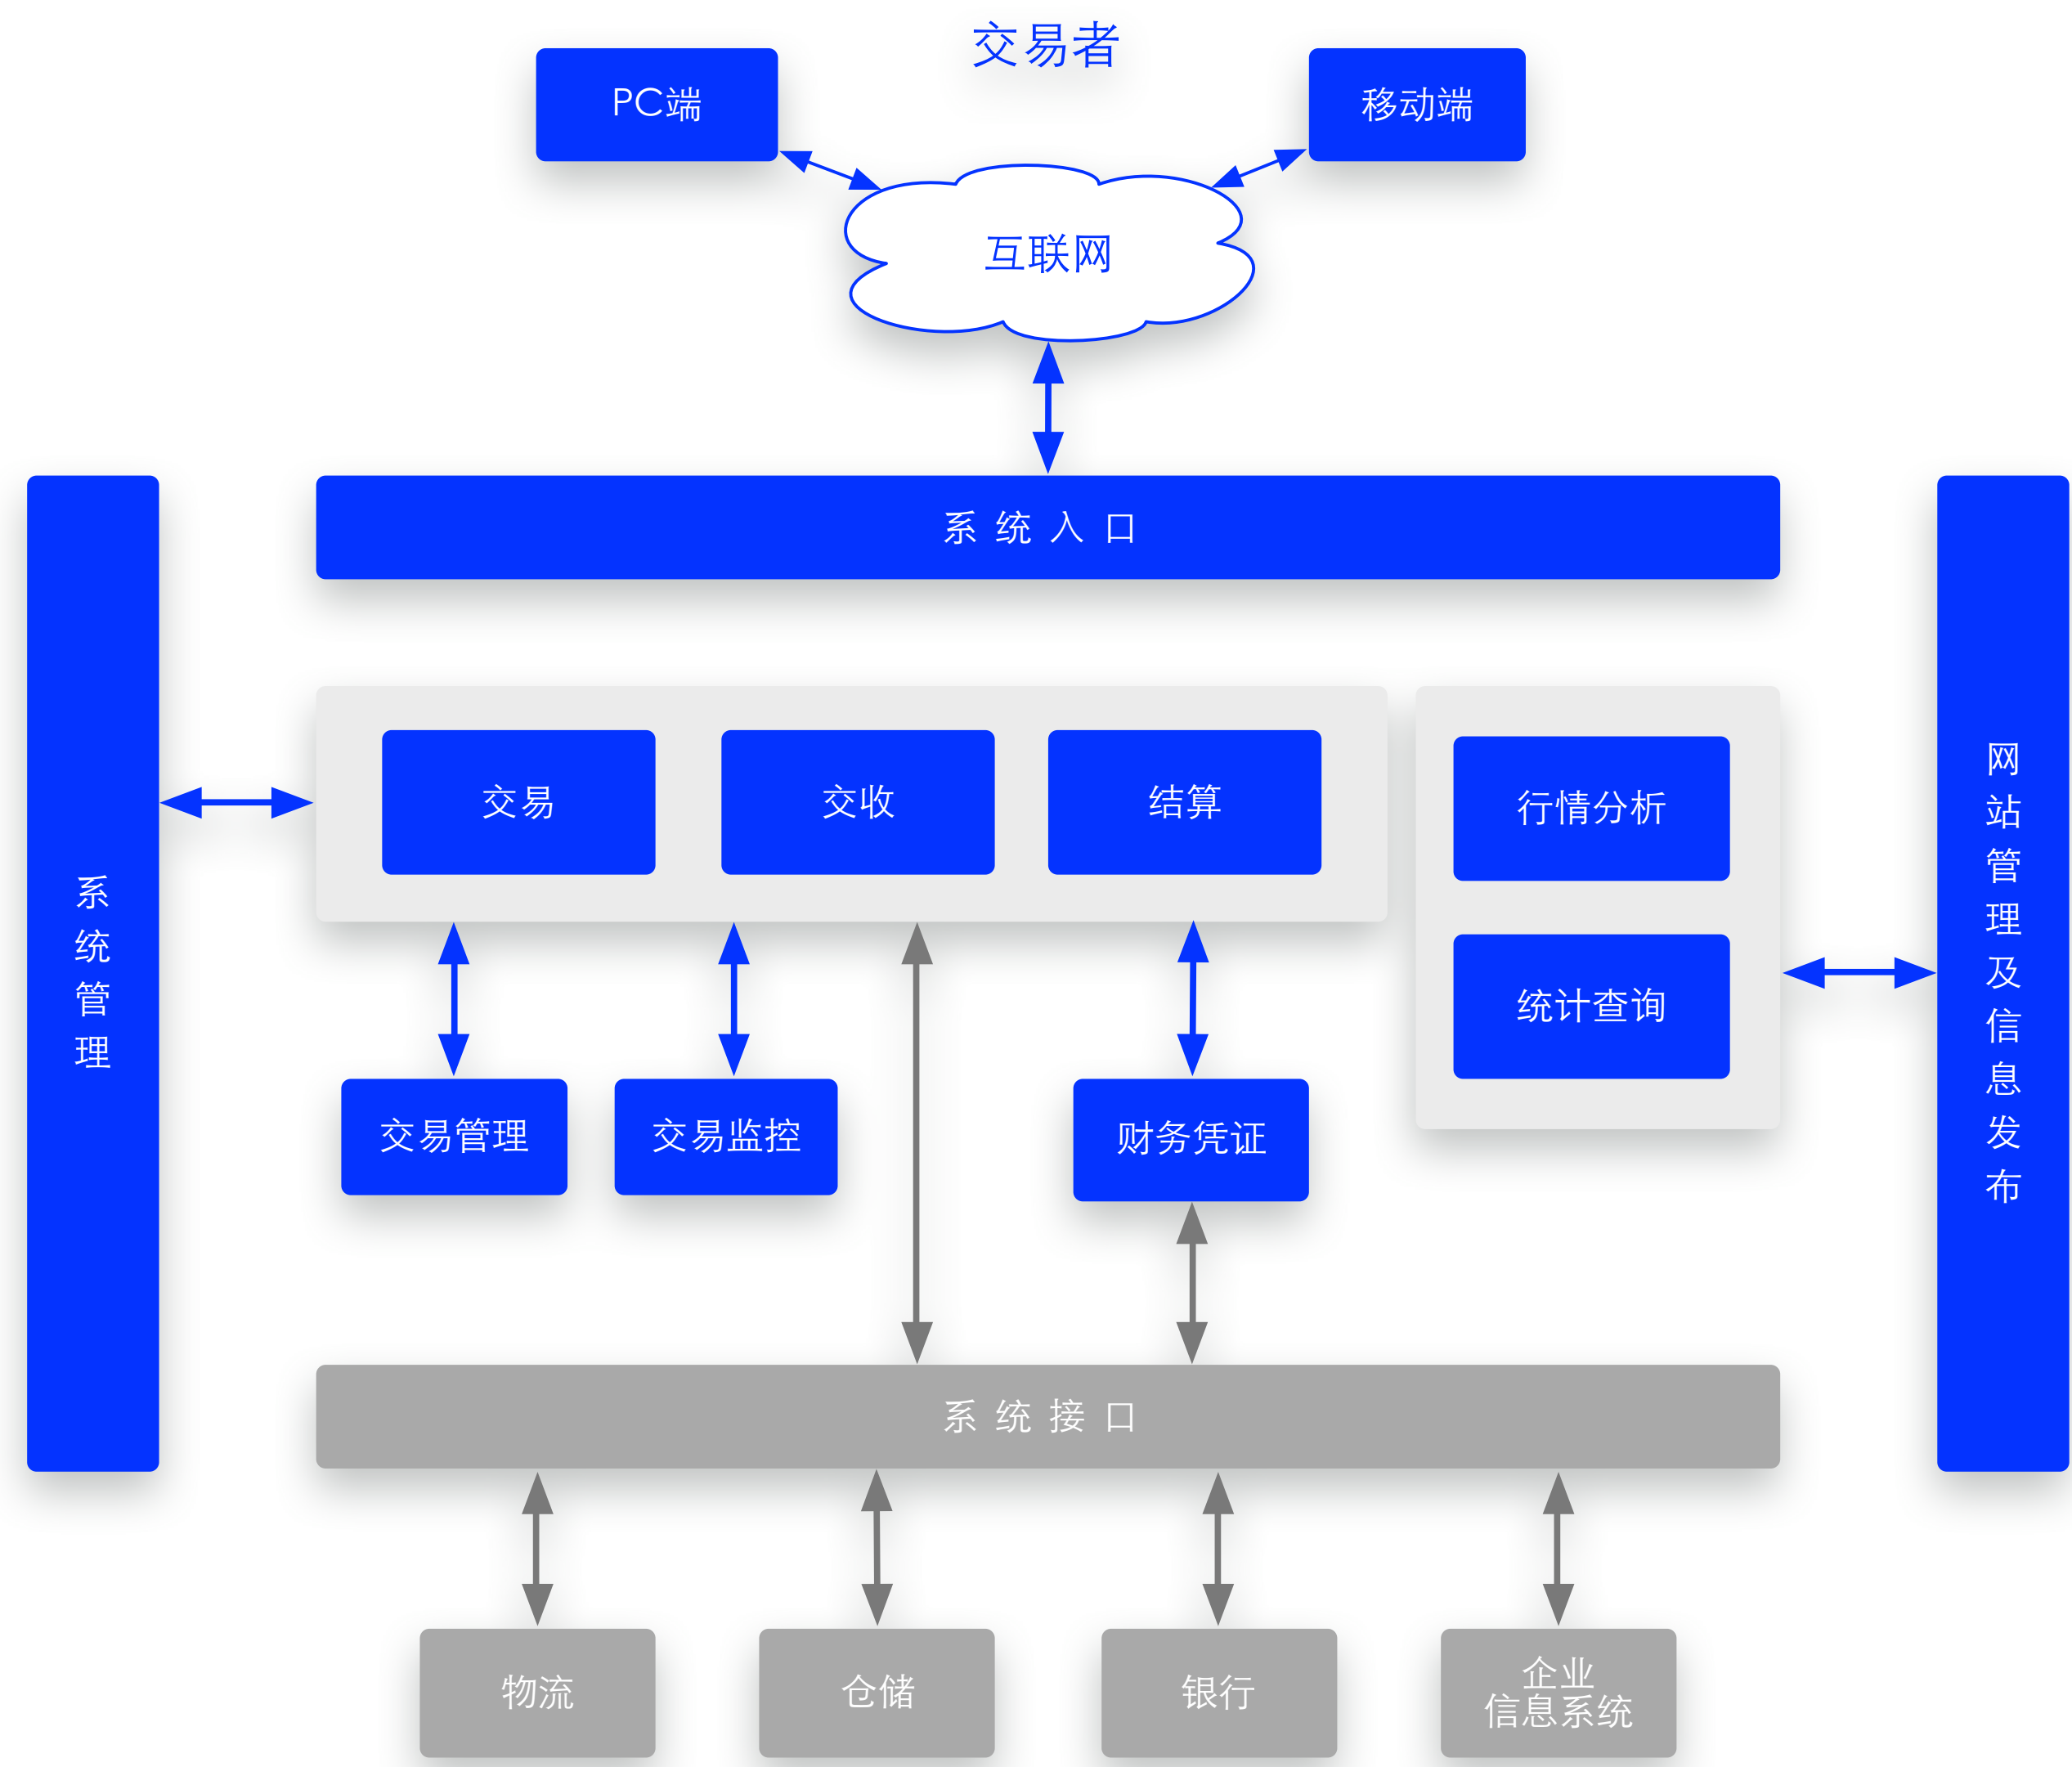 交易者
PC端
移动端
互联网
系统入口
系统管理
交易
交收
结算
行情分析
统计查询
网站管理及信息发布
交易管理
交易监控
财务凭证
系统接口
物流
仓储
银行
企业
信息系统